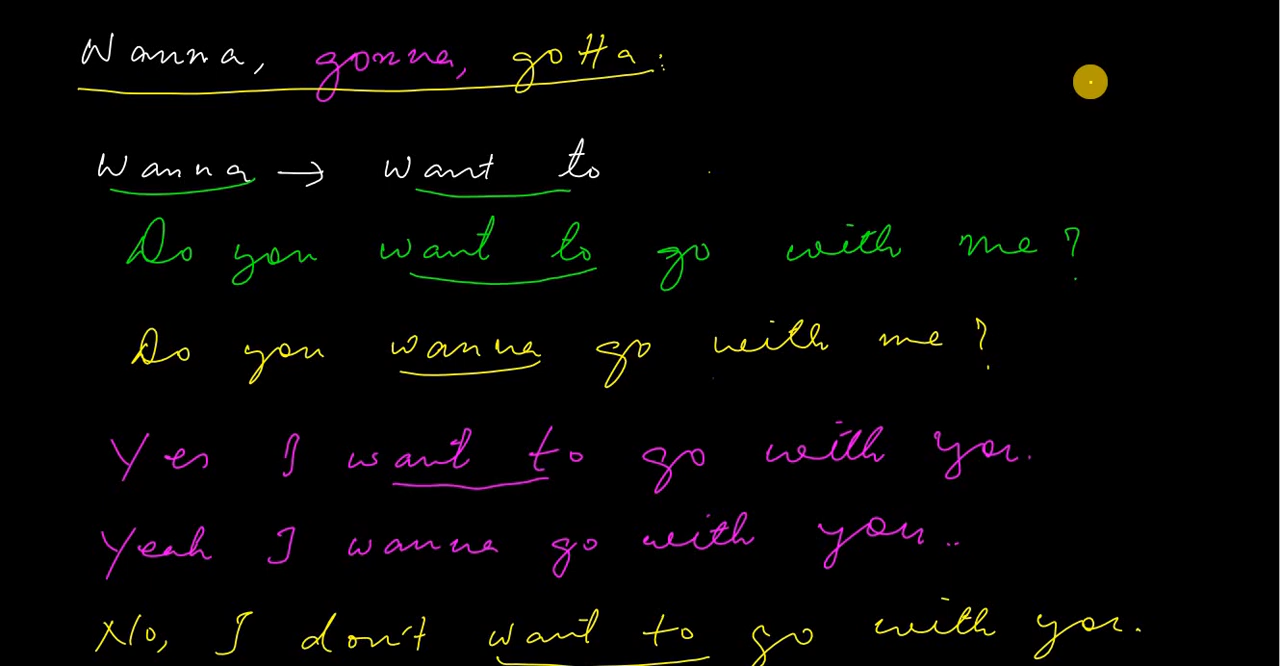 Wanna, gonna, gotta:
Wanna → want to
Do you want to go with me?
Do you wanna go with me?
Yes I want to go with you.
Yeah I wanna go with you..
No, I don't want to go with you.